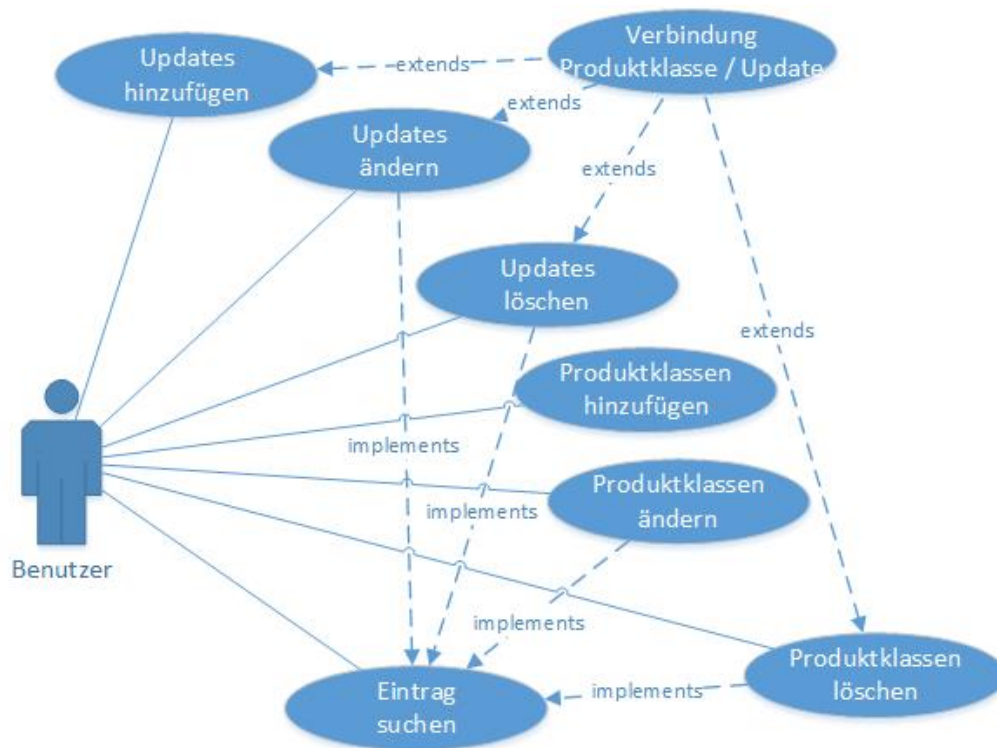 Updates
hinzufügen
extends
Verbindung
Produktklasse / Update
extends
Updates
ändern
extends
Updates
löschen
extends
Produktklassen
hinzufügen
implements
Produktklassen
ändern
implements
Benutzer
implements
Produktklassen
löschen
implements
Eintrag
suchen